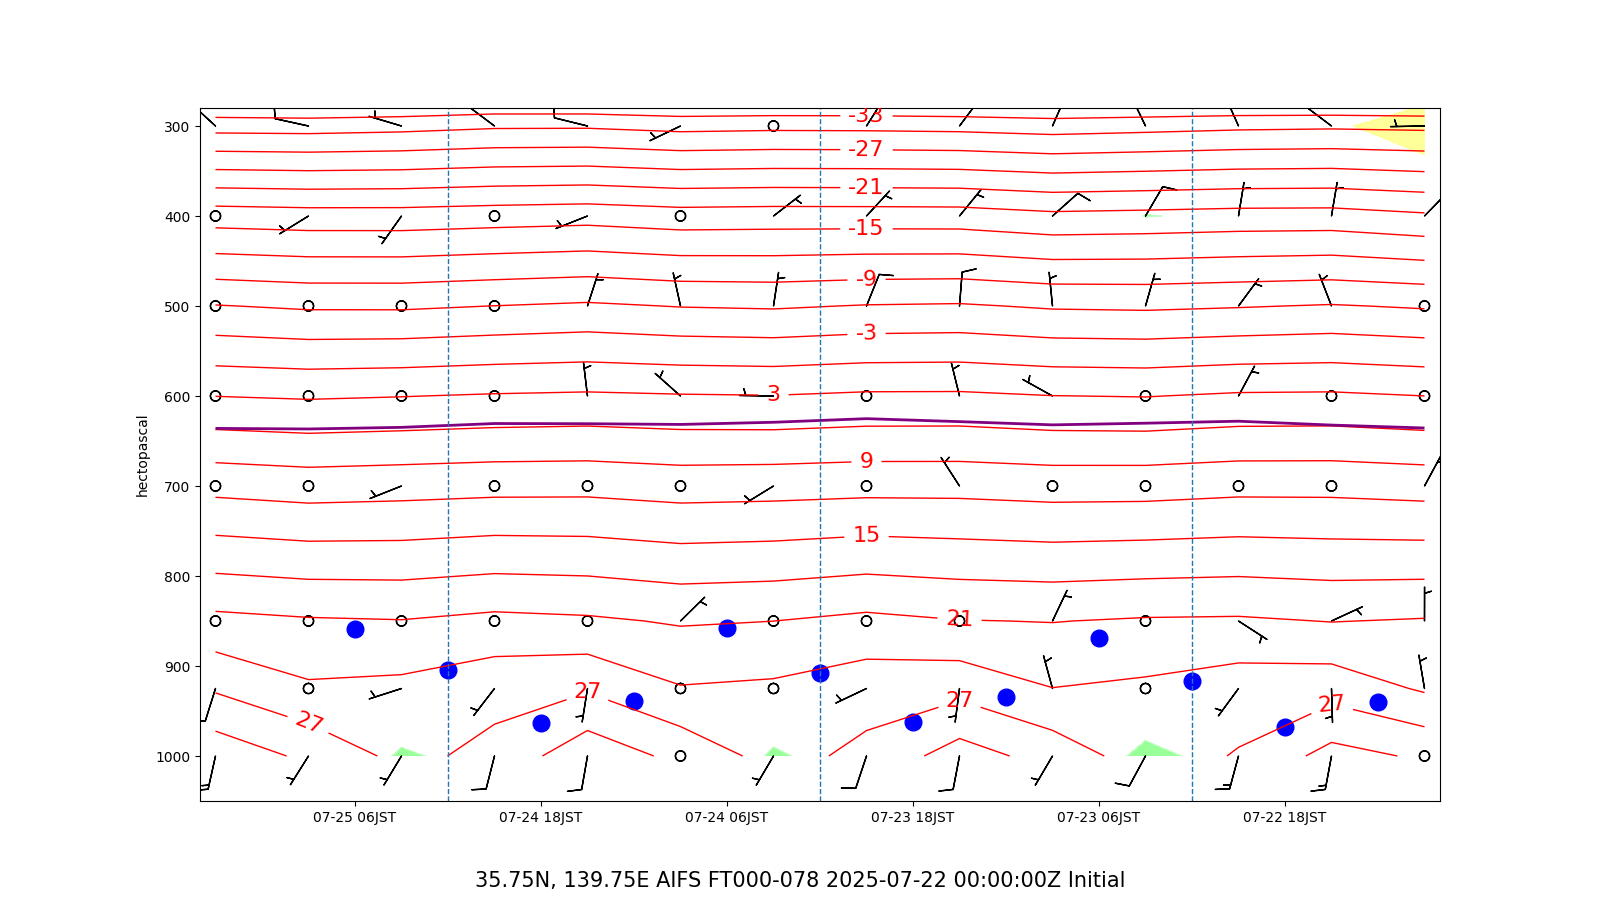 -33
300
-27
-21
400
-15
-9
500
-3
3
600
9
700
15
800
21
900
27
27
27
27
1000
hectopascal
07-25 06JST
07-24 18JST
07-24 06JST
07-23 18JST
07-23 06JST
07-22 18JST
35.75N, 139.75E AIFS FT000-078 2025-07-22 00:00:00Z Initial